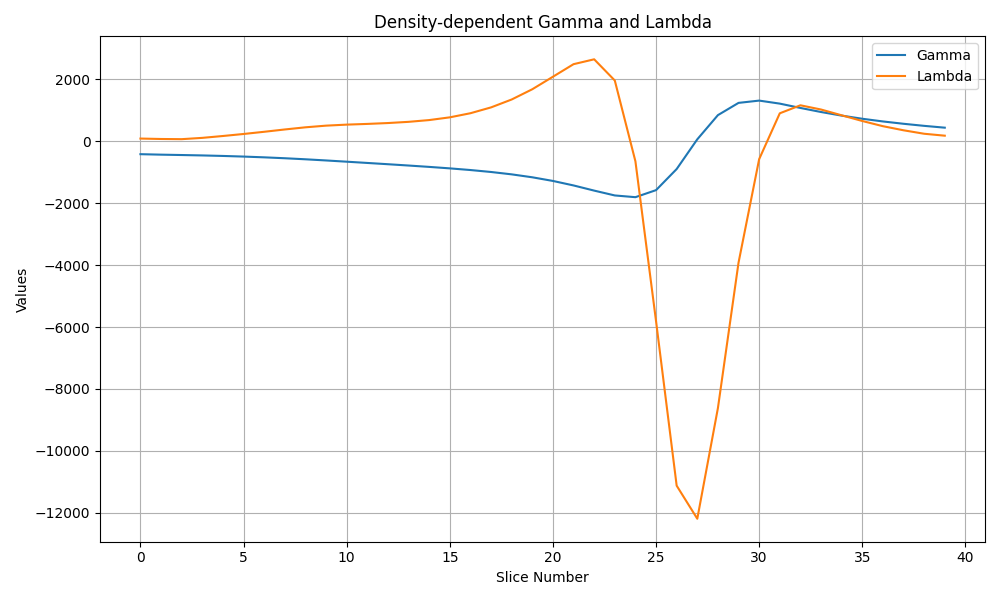 Density-dependent Gamma and Lambda
Gamma
Lambda
Values
2000
0
−2000
−4000
−6000
−8000
−10000
−12000
0 5 10 15 20 25 30 35 40
Slice Number